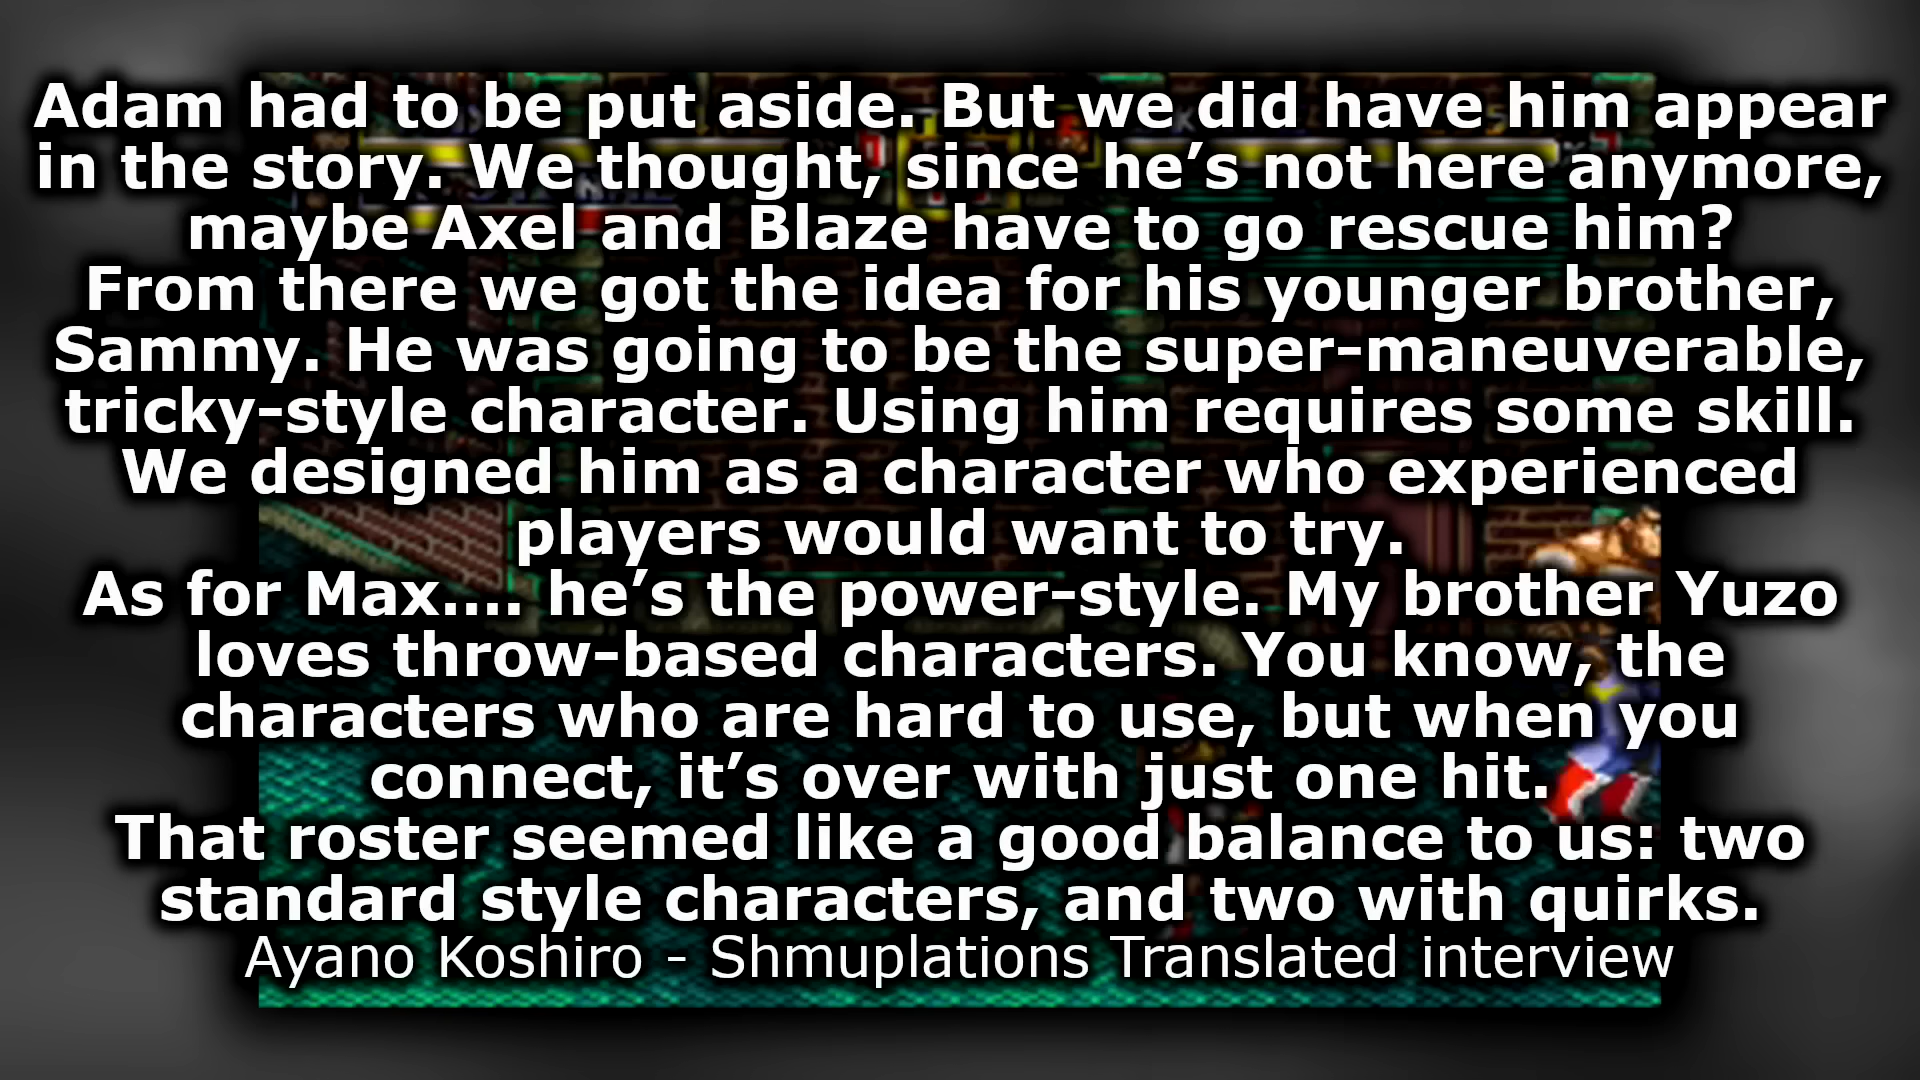 Adam had to be put aside. But we did have him appear
in the story. We thought, since he’s not here anymore,
maybe Axel and Blaze have to go rescue him?
From there we got the idea for his younger brother,
Sammy. He was going to be the super-maneuverable,
tricky-style character. Using him requires some skill.
We designed him as a character who experienced
players would want to try.
As for Max…. he’s the power-style. My brother Yuzo
loves throw-based characters. You know, the
characters who are hard to use, but when you
connect, it’s over with just one hit.
That roster seemed like a good balance to us: two
standard style characters, and two with quirks.
Ayano Koshiro - Shmuplations Translated interview